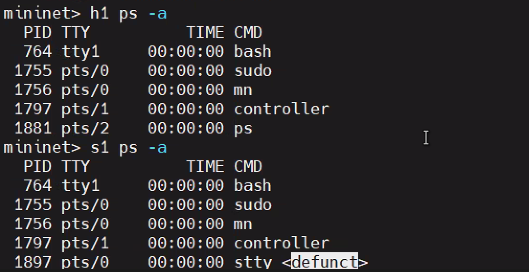 mininet> h1 ps -a
PID TTY TIME CMD
764 tty1 00:00:00 bash
1755 pts/0 00:00:00 sudo
1756 pts/0 00:00:00 mn
1797 pts/1 00:00:00 controller
1881 pts/2 00:00:00 ps
mininet> s1 ps -a
PID TTY TIME CMD
764 tty1 00:00:00 bash
1755 pts/0 00:00:00 sudo
1756 pts/0 00:00:00 mn
1797 pts/1 00:00:00 controller
1897 pts/0 00:00:00 stty <defunct>